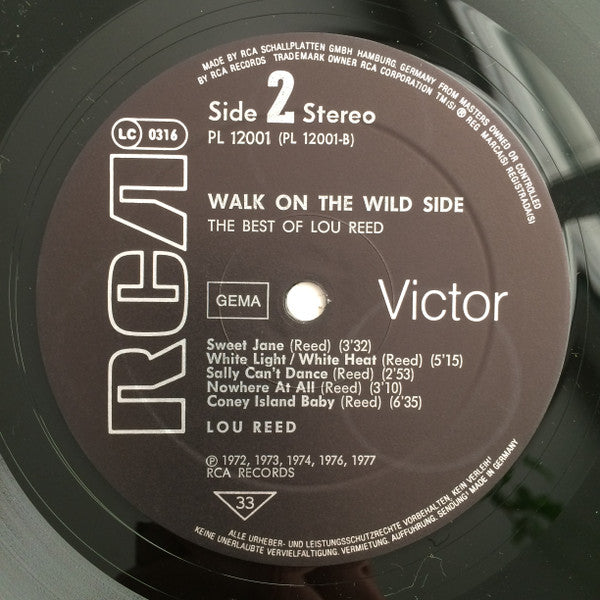 MADE BY RCA SCHALLPLATTEN GMBH HAMBURG, GERMANY FROM MASTERS OWNED OR CONTROLLED
BY RCA RECORDS TRADEMARK OWNER RCA CORPORATION TM(S) ® REG MARCA(S) REGISTRADA(S)
Side 2 Stereo
LC 0316
PL 12001 (PL 12001-B)
WALK ON THE WILD SIDE
THE BEST OF LOU REED
RCA
GEMA
Victor
Sweet Jane (Reed) (3'32)
White Light / White Heat (Reed) (5'15)
Sally Can't Dance (Reed) (2'53)
Nowhere At All (Reed) (3'10)
Coney Island Baby (Reed) (6'35)
LOU REED
℗ 1972, 1973, 1974, 1976, 1977
RCA RECORDS
33
ALLE URHEBER- UND LEISTUNGSSCHUTZRECHTE VORBEHALTEN, KEIN VERLEIH!
KEINE UNERLAUBTE VERVIELFÄLTIGUNG, VERMIETUNG, AUFFÜHRUNG, SENDUNG! MADE IN GERMANY